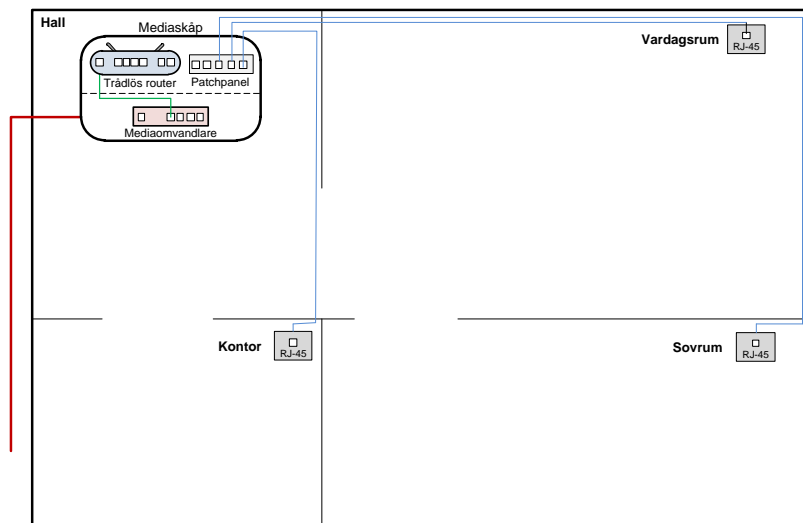 Hall
Mediaskåp
Trådlös router
Patchpanel
Mediaomvandlare
Vardagsrum
RJ-45
Kontor
RJ-45
Sovrum
RJ-45